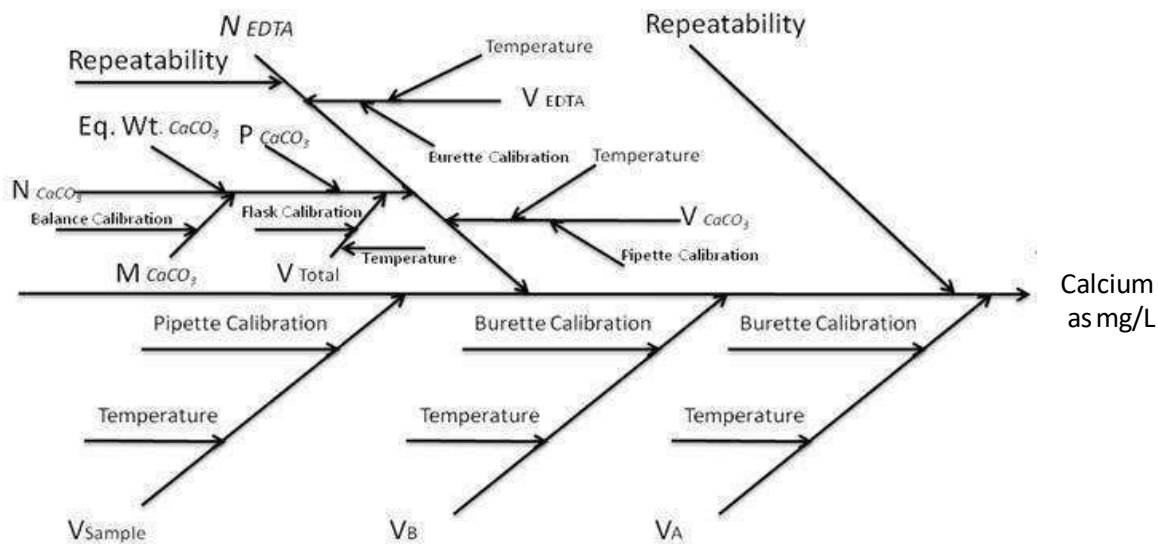 N EDTA
Repeatability
Temperature
Repeatability
V EDTA
Eq. Wt. CaCO₃
P CaCO₃
Burette Calibration
Temperature
N CaCO₃
Balance Calibration
Flask Calibration
V CaCO₃
Temperature
Pipette Calibration
M CaCO₃
V Total
Calcium
as mg/L
Pipette Calibration
Burette Calibration
Burette Calibration
Temperature
Temperature
Temperature
VSample
VB
VA